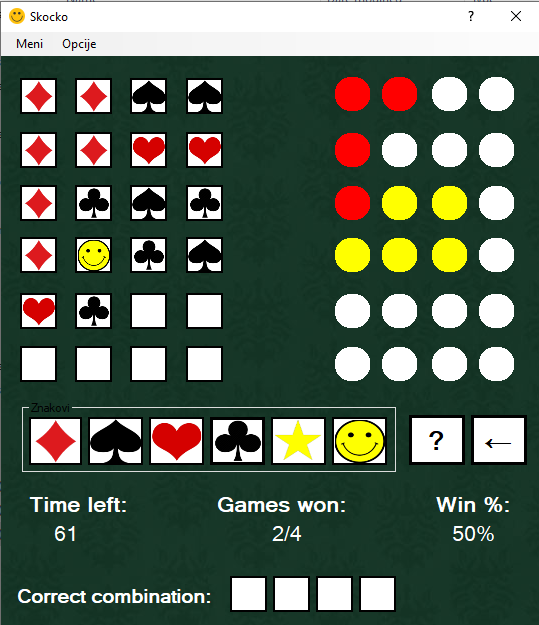 Skocko
?
Meni Opcije
Znakovi
? ←
Time left: Games won: Win %:
61 2/4 50%
Correct combination: